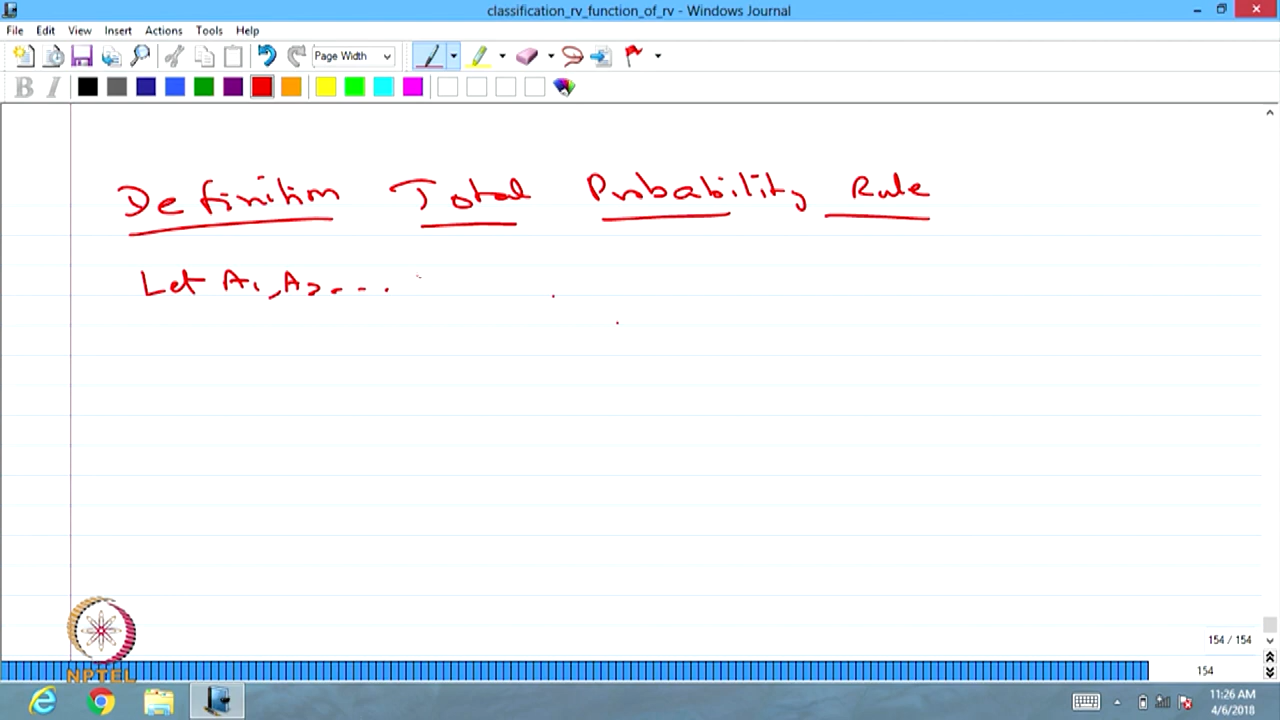 classification_rv_function_of_rv - Windows Journal
File Edit View Insert Actions Tools Help
Page Width
B I
Definition Total Probability Rule
Let A1, A2, ...
NPTEL
154 / 154
154
11:26 AM
4/6/2018